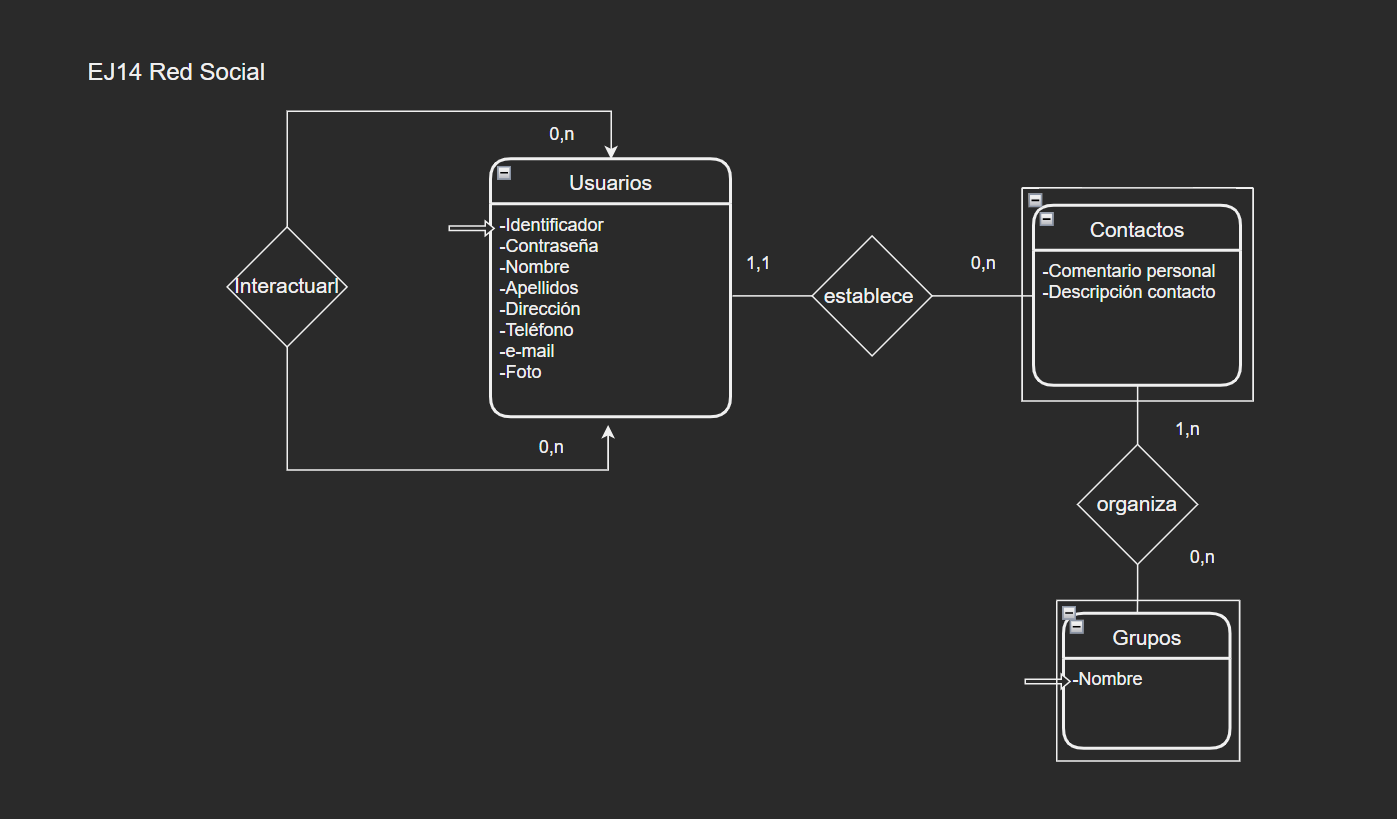 EJ14 Red Social
0,n
Usuarios
-Identificador
-Contraseña
-Nombre
-Apellidos
-Dirección
-Teléfono
-e-mail
-Foto
0,n
Interactuarl
1,1
establece
0,n
Contactos
-Comentario personal
-Descripción contacto
1,n
organiza
0,n
Grupos
-Nombre